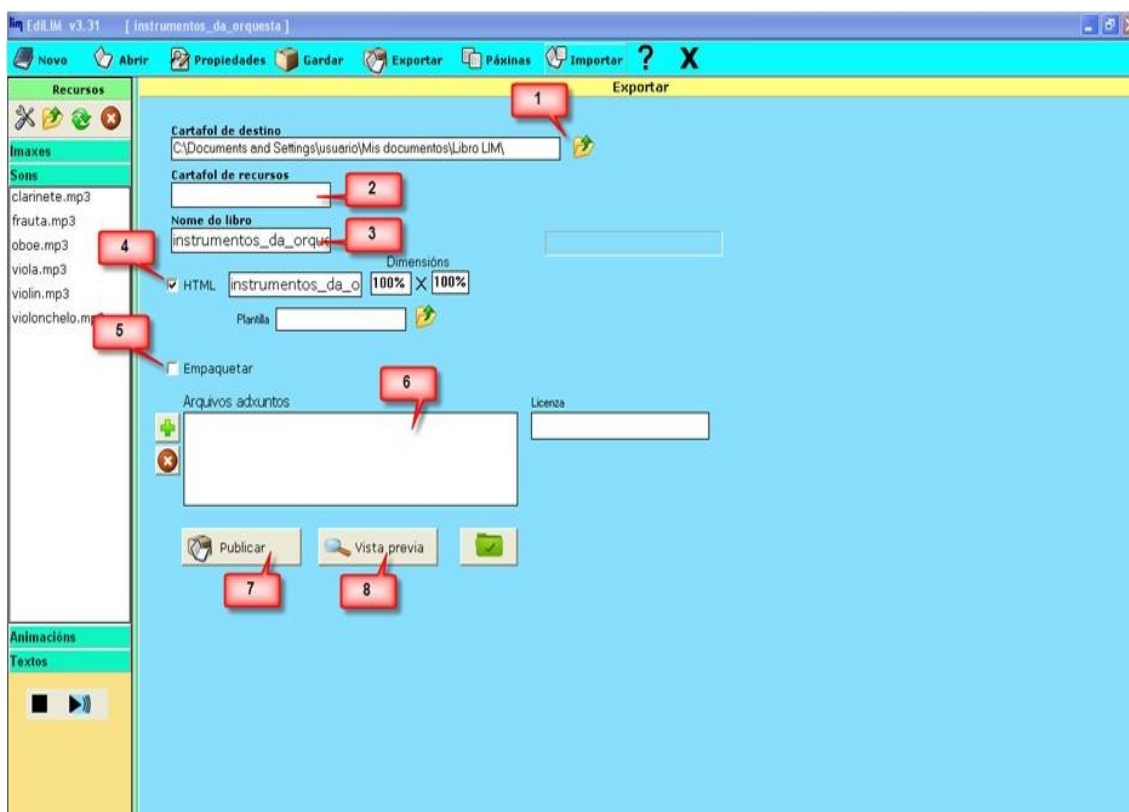 lim EdiLIM v3.31 [ instrumentos_da_orquesta ]
Novo Abrir Propiedades Gardar Exportar Páxinas Importar ? X
Recursos
Exportar
1
Cartafol de destino
C:\Documents and Settings\usuario\Mis documentos\Libro LIM\
Imaxes
Sons
clarinete.mp3
frauta.mp3
oboe.mp3
viola.mp3
violin.mp3
violonchelo.mp3
Cartafol de recursos
2
Nome do libro
instrumentos_da_orque
3
4
Dimensións
HTML instrumentos_da_o 100% X 100%
Plantilla
5
Empaquetar
6
Arquivos adxuntos
Licenza
Publicar Vista previa
7 8
Animacións
Textos